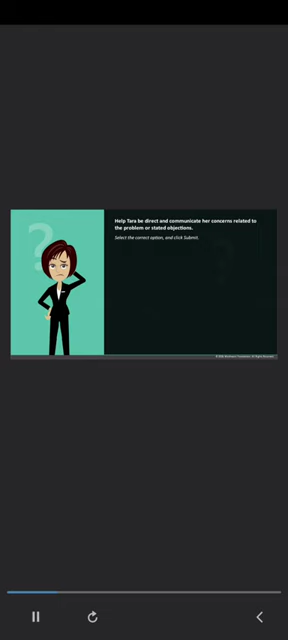 Help Tara be direct and communicate her concerns related to
the problem or stated objections.
Select the correct option, and click Submit.
?